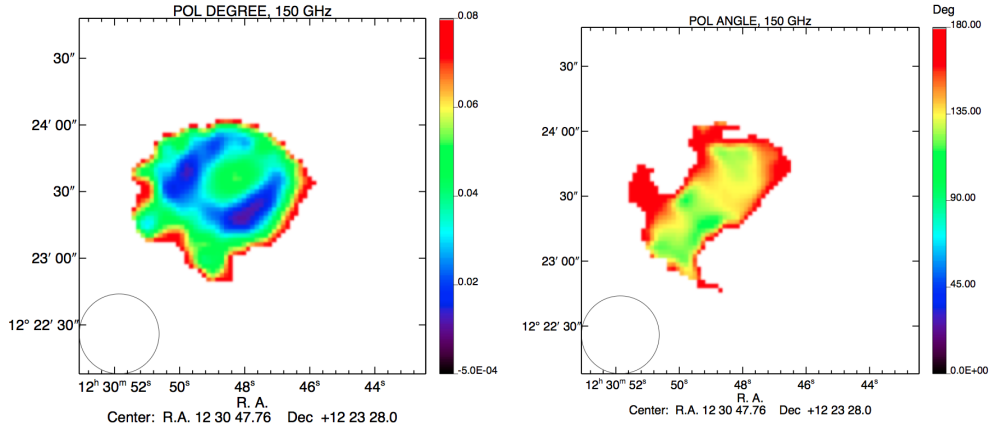 POL DEGREE, 150 GHz
0.08
30″
24′ 00″
0.06
30″
0.04
23′ 00″
0.02
12° 22′ 30″
-5.0E-04
12ʰ 30ᵐ 52ˢ 50ˢ 48ˢ 46ˢ 44ˢ
R. A.
Center: R.A. 12 30 47.76 Dec +12 23 28.0
POL ANGLE, 150 GHz
Deg
180.00
30″
24′ 00″
135.00
30″
90.00
23′ 00″
45.00
12° 22′ 30″
0.0E+00
12ʰ 30ᵐ 52ˢ 50ˢ 48ˢ 46ˢ 44ˢ
R. A.
Center: R.A. 12 30 47.76 Dec +12 23 28.0